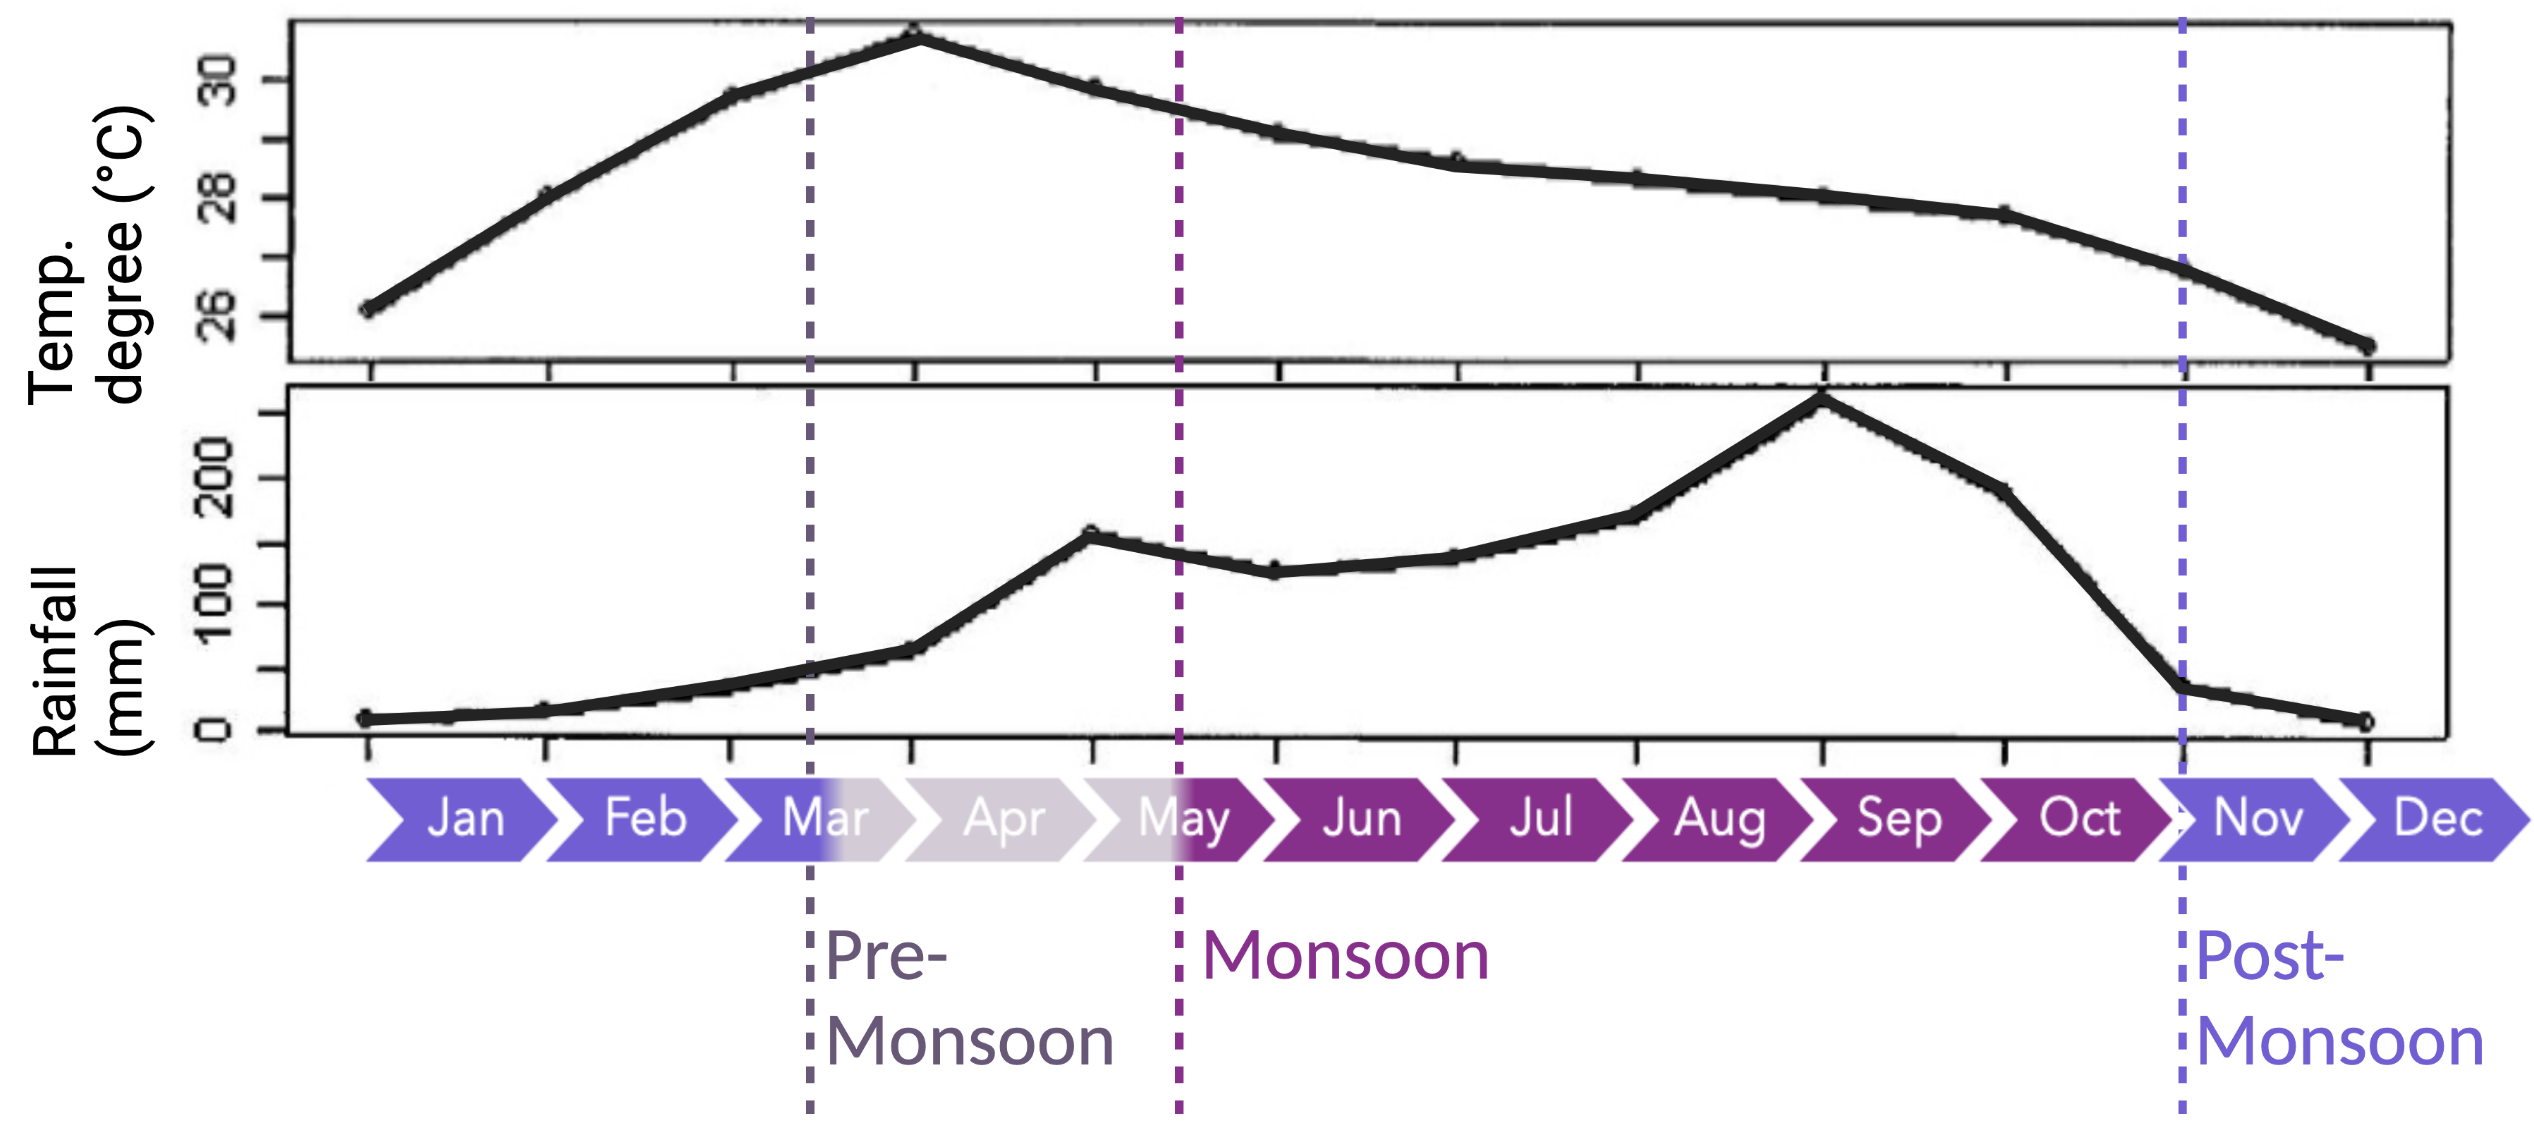 Temp.
degree (°C)
30
28
26
Rainfall
(mm)
200
100
0
Jan Feb Mar Apr May Jun Jul Aug Sep Oct Nov Dec
Pre-
Monsoon
Monsoon
Post-
Monsoon